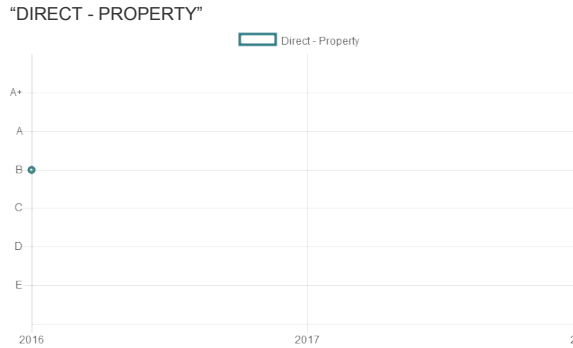 “DIRECT - PROPERTY”
Direct - Property
A+
A
B
C
D
E
2016 2017